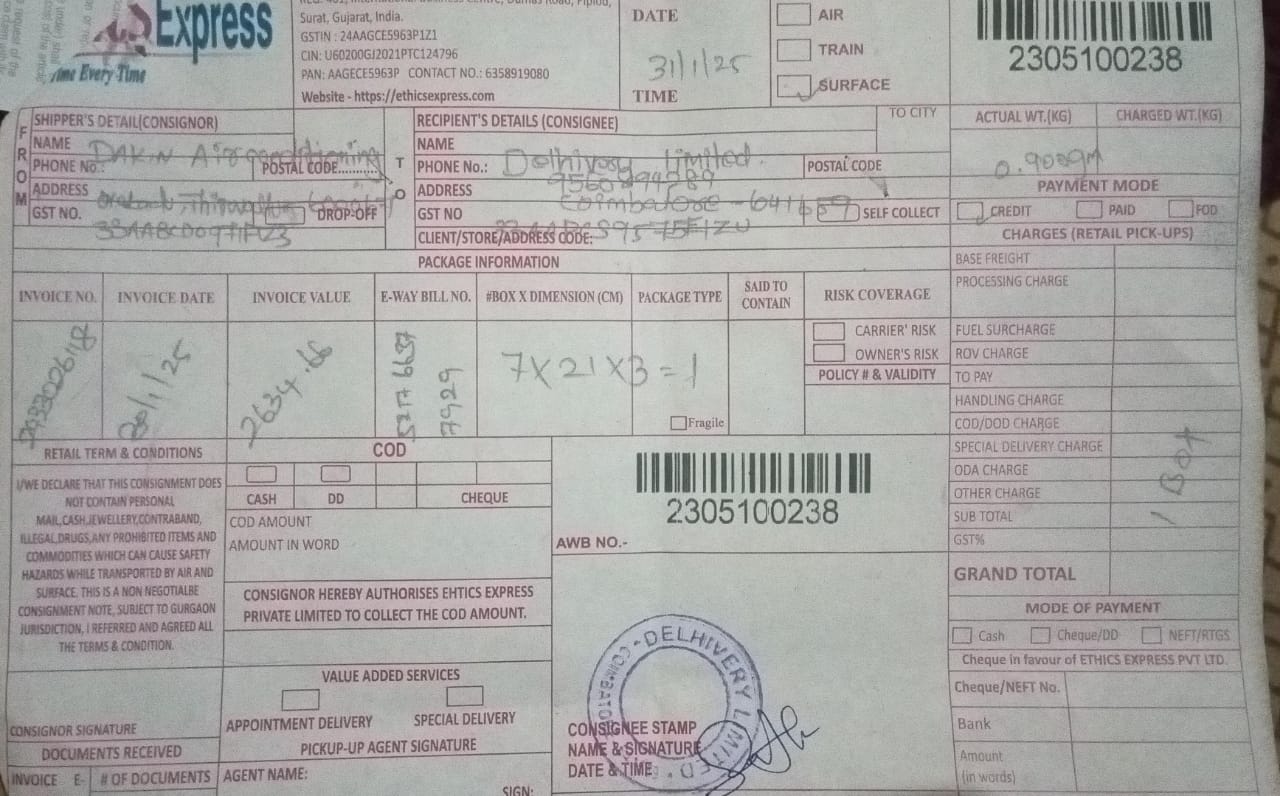 Express
Time Every Time
Surat, Gujarat, India.
GSTIN : 24AAGCE5963P1Z1
CIN: U60200GJ2021PTC124796
PAN: AAGECE5963P CONTACT NO.: 6358919080
Website - https://ethicsexpress.com
DATE
31/1/25
TIME
AIR
TRAIN
SURFACE
2305100238
FROM
SHIPPER'S DETAIL(CONSIGNOR)
NAME
DAKIN Airconditioning
PHONE No.:
POSTAL CODE...........
ADDRESS
GST NO.
DROP-OFF
TO
RECIPIENT'S DETAILS (CONSIGNEE)
TO CITY
NAME
PHONE No.: Delhivery Limited.
POSTAL CODE
ADDRESS
Coimbatore - 641659
GST NO
SELF COLLECT
CLIENT/STORE/ADDRESS CODE:
ACTUAL WT.(KG)
CHARGED WT.(KG)
0.900gm
PAYMENT MODE
CREDIT
PAID
FOD
CHARGES (RETAIL PICK-UPS)
BASE FREIGHT
PROCESSING CHARGE
FUEL SURCHARGE
ROV CHARGE
TO PAY
HANDLING CHARGE
COD/DOD CHARGE
SPECIAL DELIVERY CHARGE
ODA CHARGE
OTHER CHARGE
SUB TOTAL
GST%
1 Box
GRAND TOTAL
PACKAGE INFORMATION
INVOICE NO.
INVOICE DATE
INVOICE VALUE
E-WAY BILL NO.
#BOX X DIMENSION (CM)
PACKAGE TYPE
SAID TO
CONTAIN
RISK COVERAGE
2634.66
7929
7X21X3=1
Fragile
CARRIER' RISK
OWNER'S RISK
POLICY # & VALIDITY
RETAIL TERM & CONDITIONS
I/WE DECLARE THAT THIS CONSIGNMENT DOES
NOT CONTAIN PERSONAL
MAIL,CASH,JEWELLERY,CONTRABAND,
ILLEGAL,DRUGS,ANY PROHIBITED ITEMS AND
COMMODITIES WHICH CAN CAUSE SAFETY
HAZARDS WHILE TRANSPORTED BY AIR AND
SURFACE. THIS IS A NON NEGOTIALBE
CONSIGNMENT NOTE, SUBJECT TO GURGAON
JURISDICTION, I REFERRED AND AGREED ALL
THE TERMS & CONDITION.
COD
CASH
DD
CHEQUE
COD AMOUNT
AMOUNT IN WORD
CONSIGNOR HEREBY AUTHORISES EHTICS EXPRESS
PRIVATE LIMITED TO COLLECT THE COD AMOUNT.
2305100238
AWB NO.-
VALUE ADDED SERVICES
APPOINTMENT DELIVERY
SPECIAL DELIVERY
PICKUP-UP AGENT SIGNATURE
AGENT NAME:
SIGN:
CONSIGNOR SIGNATURE
DOCUMENTS RECEIVED
INVOICE
E-
# OF DOCUMENTS
DELHIVERY LIMITED
CONSIGNEE STAMP
NAME & SIGNATURE
DATE & TIME
MODE OF PAYMENT
Cash
Cheque/DD
NEFT/RTGS
Cheque in favour of ETHICS EXPRESS PVT LTD.
Cheque/NEFT No.
Bank
Amount
(in words)